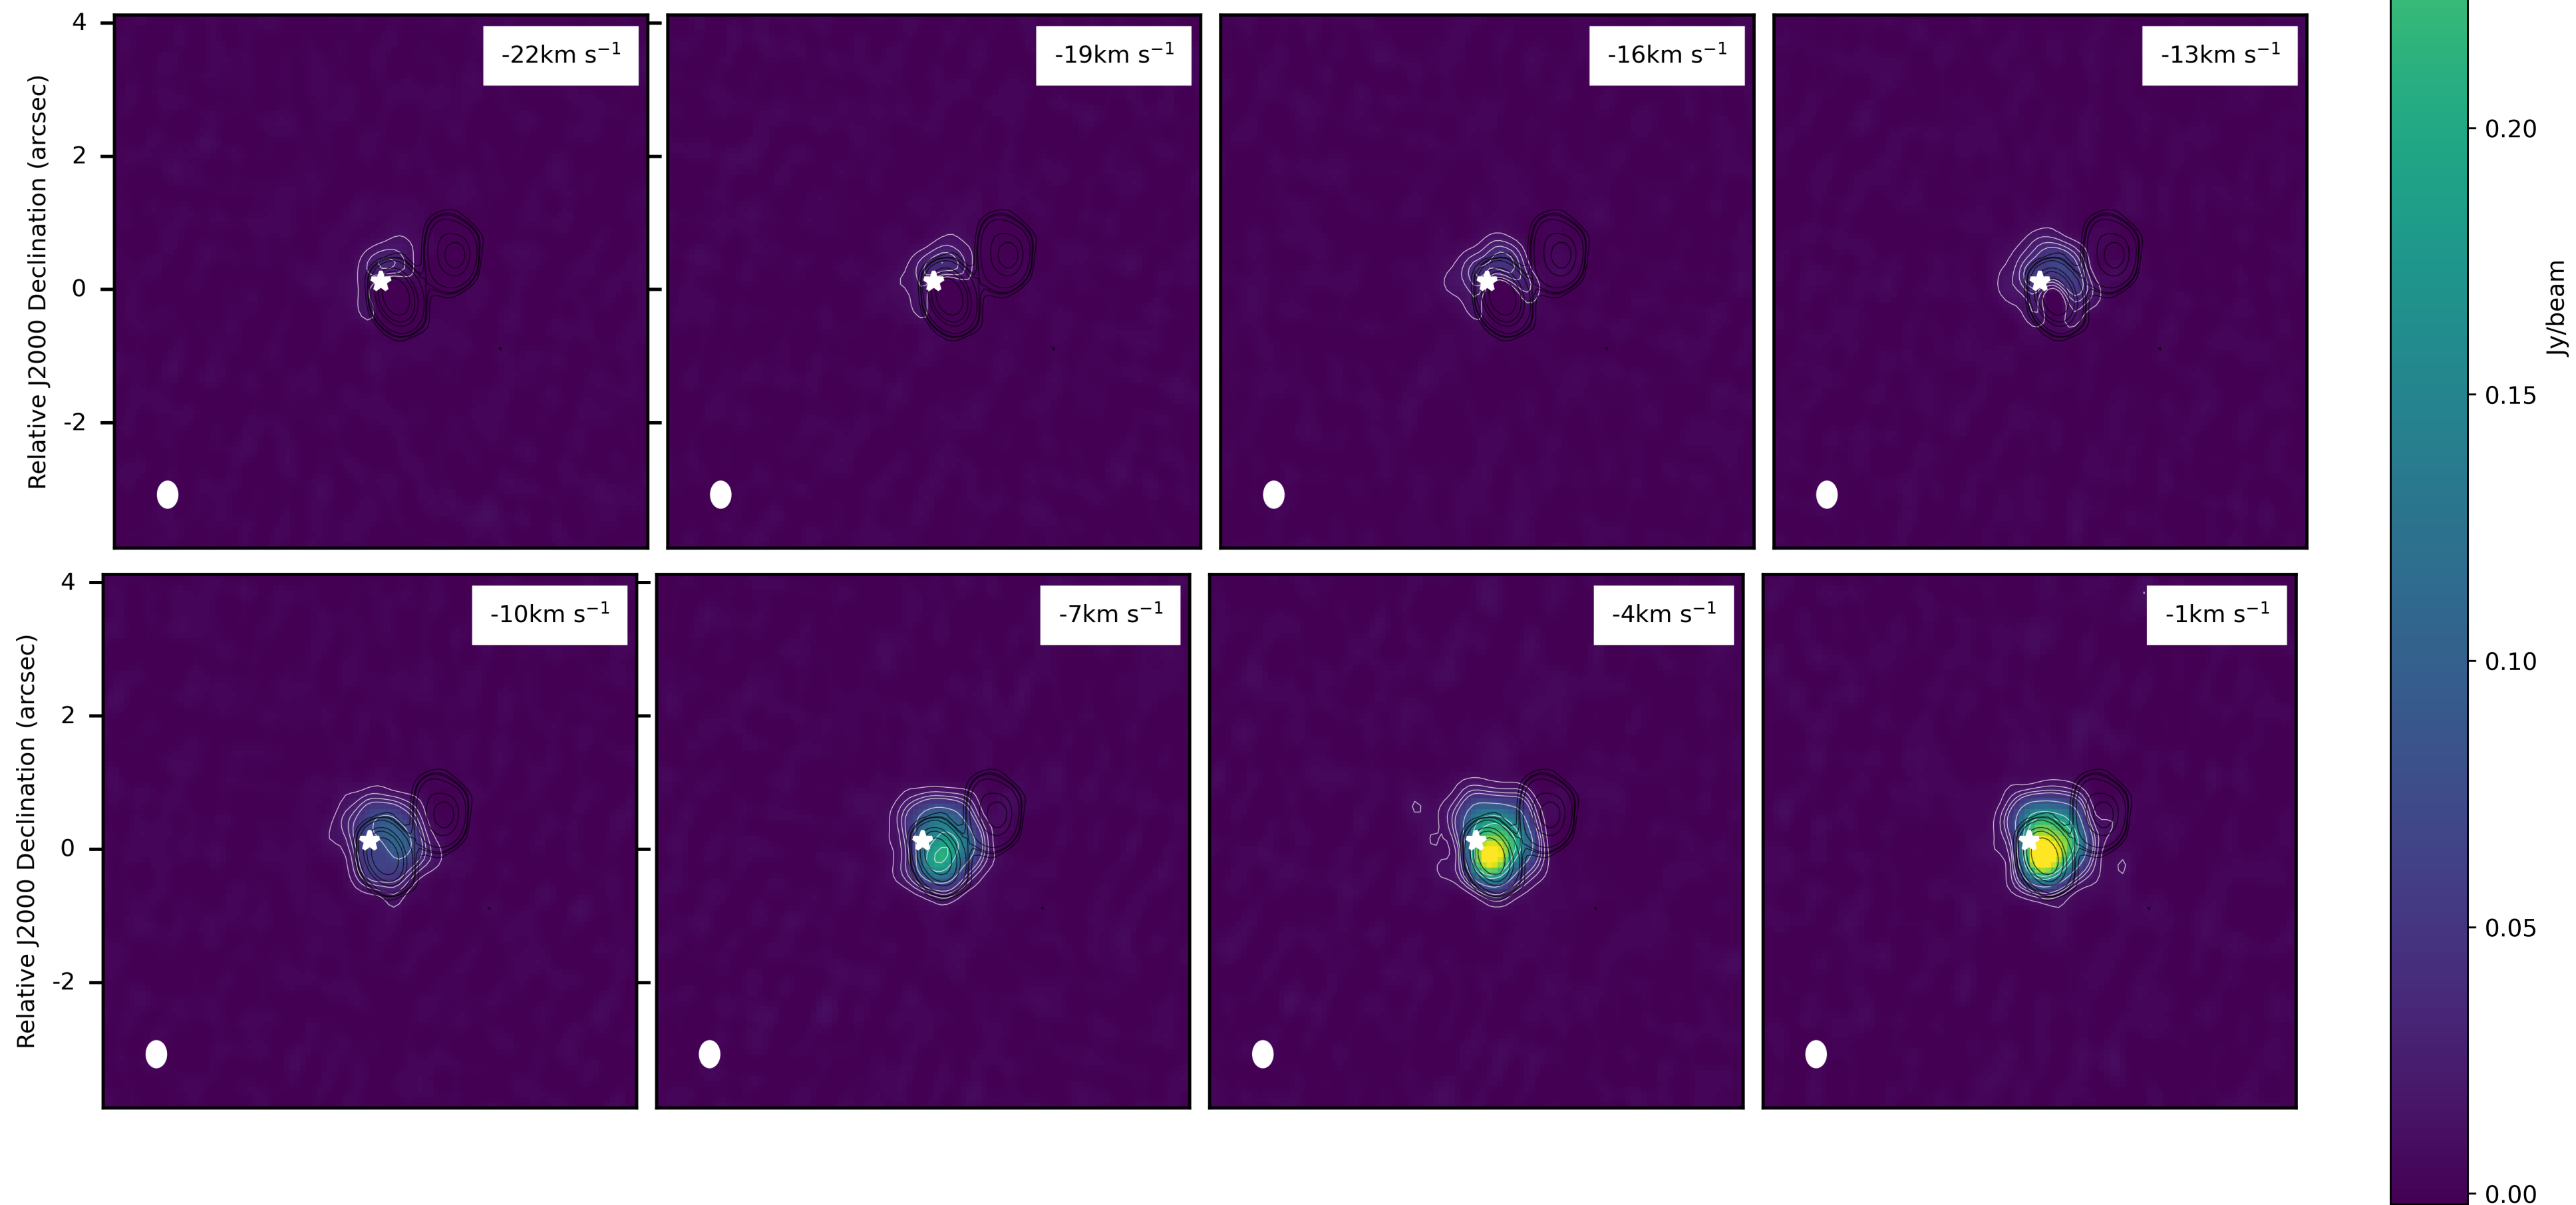 4
2
0
-2
Relative J2000 Declination (arcsec)
-22km s⁻¹
-19km s⁻¹
-16km s⁻¹
-13km s⁻¹
4
2
0
-2
Relative J2000 Declination (arcsec)
-10km s⁻¹
-7km s⁻¹
-4km s⁻¹
-1km s⁻¹
0.20
0.15
0.10
0.05
0.00
Jy/beam